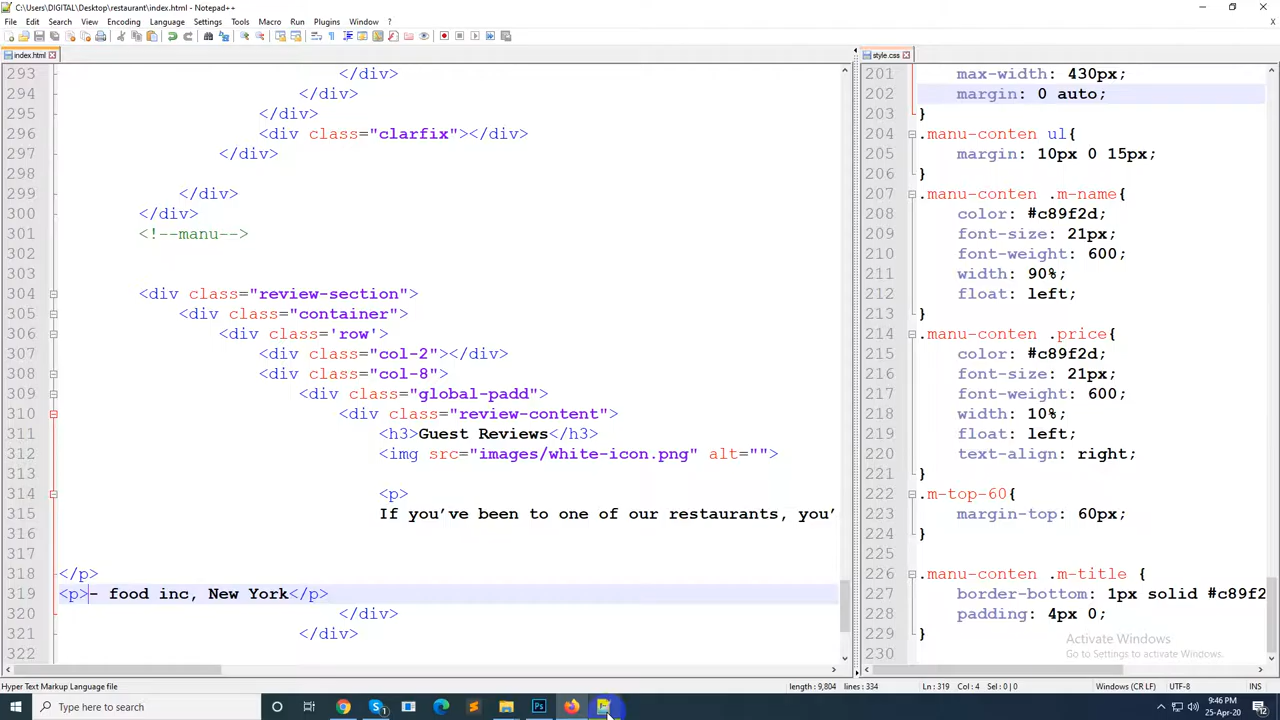 C:\Users\DIGITAL\Desktop\restaurant\index.html - Notepad++
File Edit Search View Encoding Language Settings Tools Macro Run Plugins Window ?
X
index.html
style.css
293 </div>
294 </div>
295 </div>
296 <div class="clarfix"></div>
297 </div>
298
299 </div>
300 </div>
301 <!--manu-->
302
303
304 <div class="review-section">
305 <div class="container">
306 <div class='row'>
307 <div class="col-2"></div>
308 <div class="col-8">
309 <div class="global-padd">
310 <div class="review-content">
311 <h3>Guest Reviews</h3>
312 <img src="images/white-icon.png" alt="">
313
314 <p>
315 If you’ve been to one of our restaurants, you’
316
317
318 </p>
319 <p>- food inc, New York</p>
320 </div>
321 </div>
322
201 max-width: 430px;
202 margin: 0 auto;
203 }
204 .manu-conten ul{
205 margin: 10px 0 15px;
206 }
207 .manu-conten .m-name{
208 color: #c89f2d;
209 font-size: 21px;
210 font-weight: 600;
211 width: 90%;
212 float: left;
213 }
214 .manu-conten .price{
215 color: #c89f2d;
216 font-size: 21px;
217 font-weight: 600;
218 width: 10%;
219 float: left;
220 text-align: right;
221 }
222 .m-top-60{
223 margin-top: 60px;
224 }
225
226 .manu-conten .m-title {
227 border-bottom: 1px solid #c89f2
228 padding: 4px 0;
229 }
230
Activate Windows
Go to Settings to activate Windows.
Hyper Text Markup Language file length : 9,804 lines : 334 Ln : 319 Col : 4 Sel : 0 | 0 Windows (CR LF) UTF-8 INS
Type here to search
9:46 PM
25-Apr-20